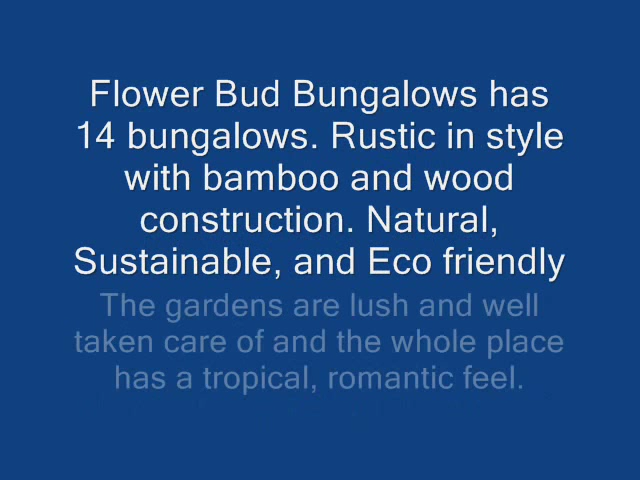 Flower Bud Bungalows has
14 bungalows. Rustic in style
with bamboo and wood
construction. Natural,
Sustainable, and Eco friendly
The gardens are lush and well
taken care of and the whole place
has a tropical, romantic feel.